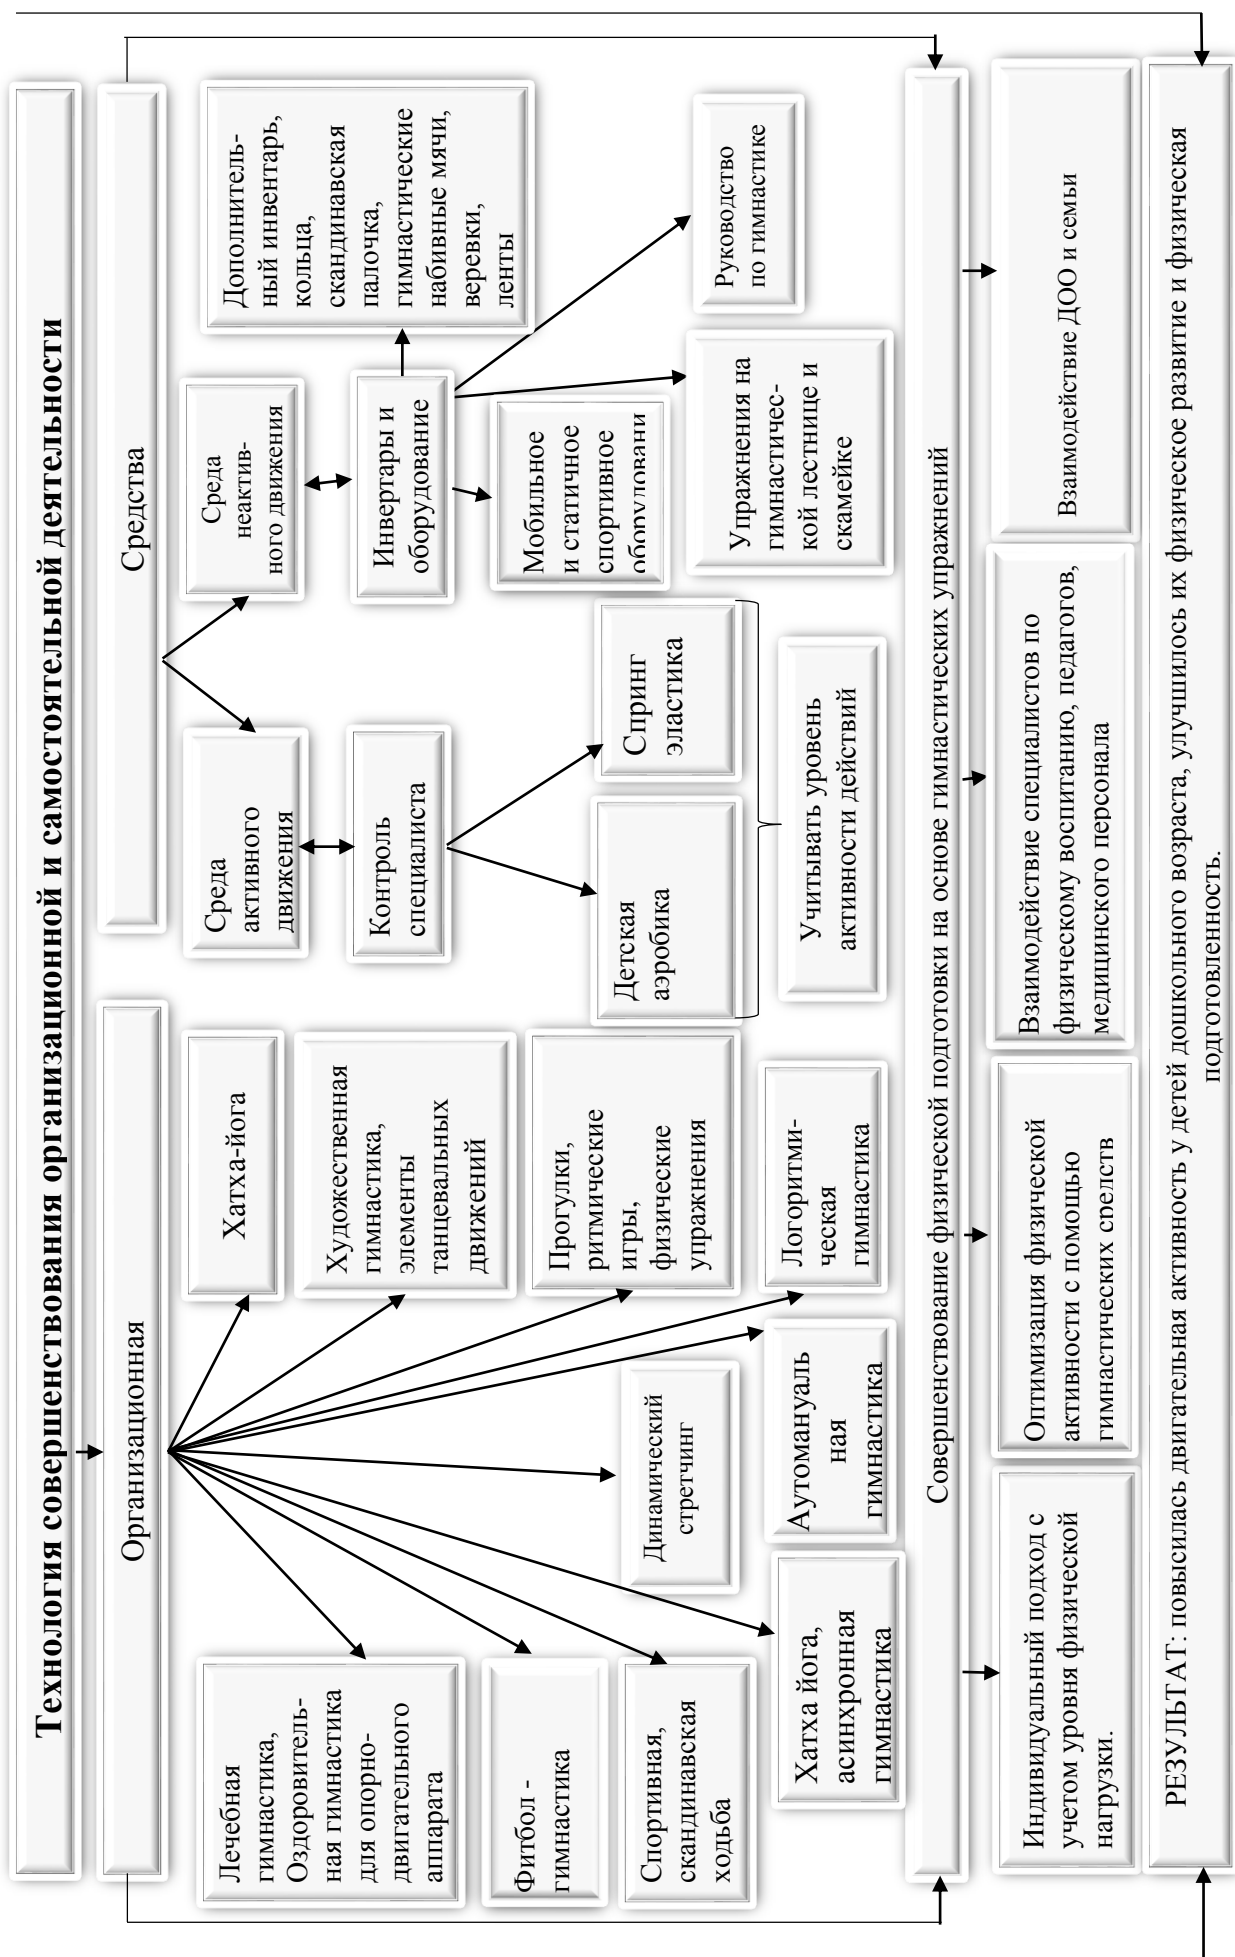 Технология совершенствования организационной и самостоятельной деятельности
Организационная
Средства
Лечебная
гимнастика,
Оздоровитель-
ная гимнастика
для опорно-
двигательного
аппарата
Хатха-йога
Среда
активного
движения
Среда
неактив-
ного движения
Дополнитель-
ный инвентарь,
кольца,
скандинавская
палочка,
гимнастические
набивные мячи,
веревки,
ленты
Художественная
гимнастика,
элементы
танцевальных
движений
Контроль
специалиста
Инвертары и
оборудование
Фитбол -
гимнастика
Прогулки,
ритмические
игры,
физические
упражнения
Мобильное
и статичное
спортивное
оборудовани
Спортивная,
скандинавская
ходьба
Динамический
стретчинг
Детская
аэробика
Спринг
эластика
Упражнения на
гимнастичес-
кой лестнице и
скамейке
Руководство
по гимнастике
Хатха йога,
асинхронная
гимнастика
Аутомануаль
ная
гимнастика
Логоритми-
ческая
гимнастика
Учитывать уровень
активности действий
Совершенствование физической подготовки на основе гимнастических упражнений
Индивидуальный подход с
учетом уровня физической
нагрузки.
Оптимизация физической
активности с помощью
гимнастических средств
Взаимодействие специалистов по
физическому воспитанию, педагогов,
медицинского персонала
Взаимодействие ДОО и семьи
РЕЗУЛЬТАТ: повысилась двигательная активность у детей дошкольного возраста, улучшилось их физическое развитие и физическая
подготовленность.